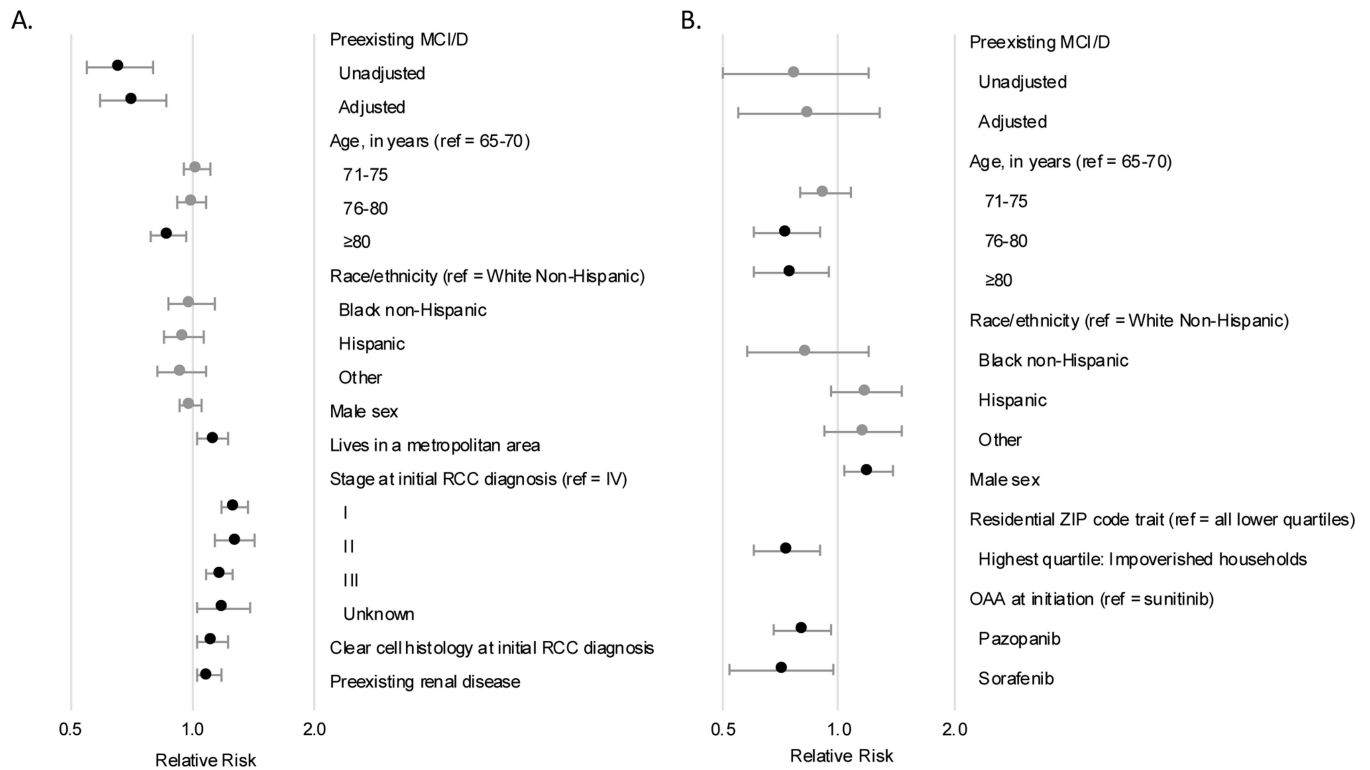 A.
Preexisting MCI/D
Unadjusted
Adjusted
Age, in years (ref = 65-70)
71-75
76-80
≥80
Race/ethnicity (ref = White Non-Hispanic)
Black non-Hispanic
Hispanic
Other
Male sex
Lives in a metropolitan area
Stage at initial RCC diagnosis (ref = IV)
I
II
III
Unknown
Clear cell histology at initial RCC diagnosis
Preexisting renal disease
0.5 1.0 2.0
Relative Risk
B.
Preexisting MCI/D
Unadjusted
Adjusted
Age, in years (ref = 65-70)
71-75
76-80
≥80
Race/ethnicity (ref = White Non-Hispanic)
Black non-Hispanic
Hispanic
Other
Male sex
Residential ZIP code trait (ref = all lower quartiles)
Highest quartile: Impoverished households
OAA at initiation (ref = sunitinib)
Pazopanib
Sorafenib
0.5 1.0 2.0
Relative Risk